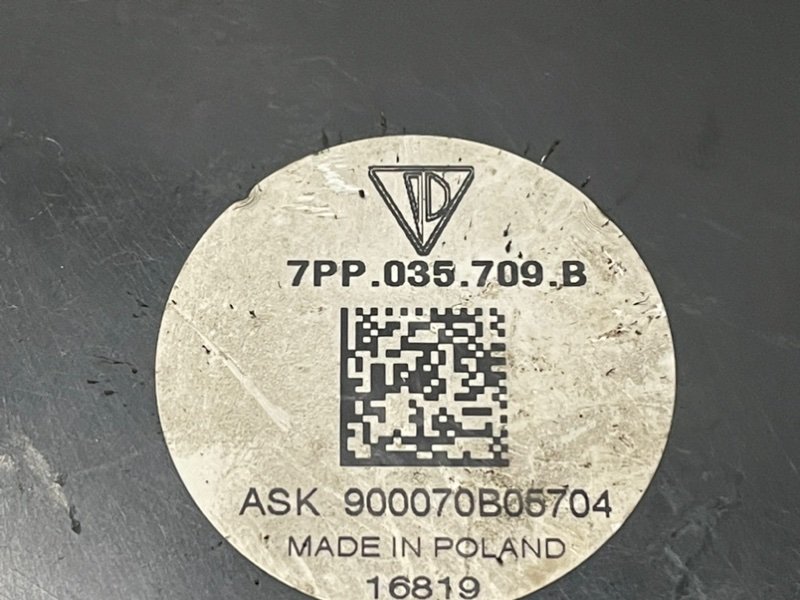 7PP.035.709.B
ASK 900070B05704
MADE IN POLAND
16819